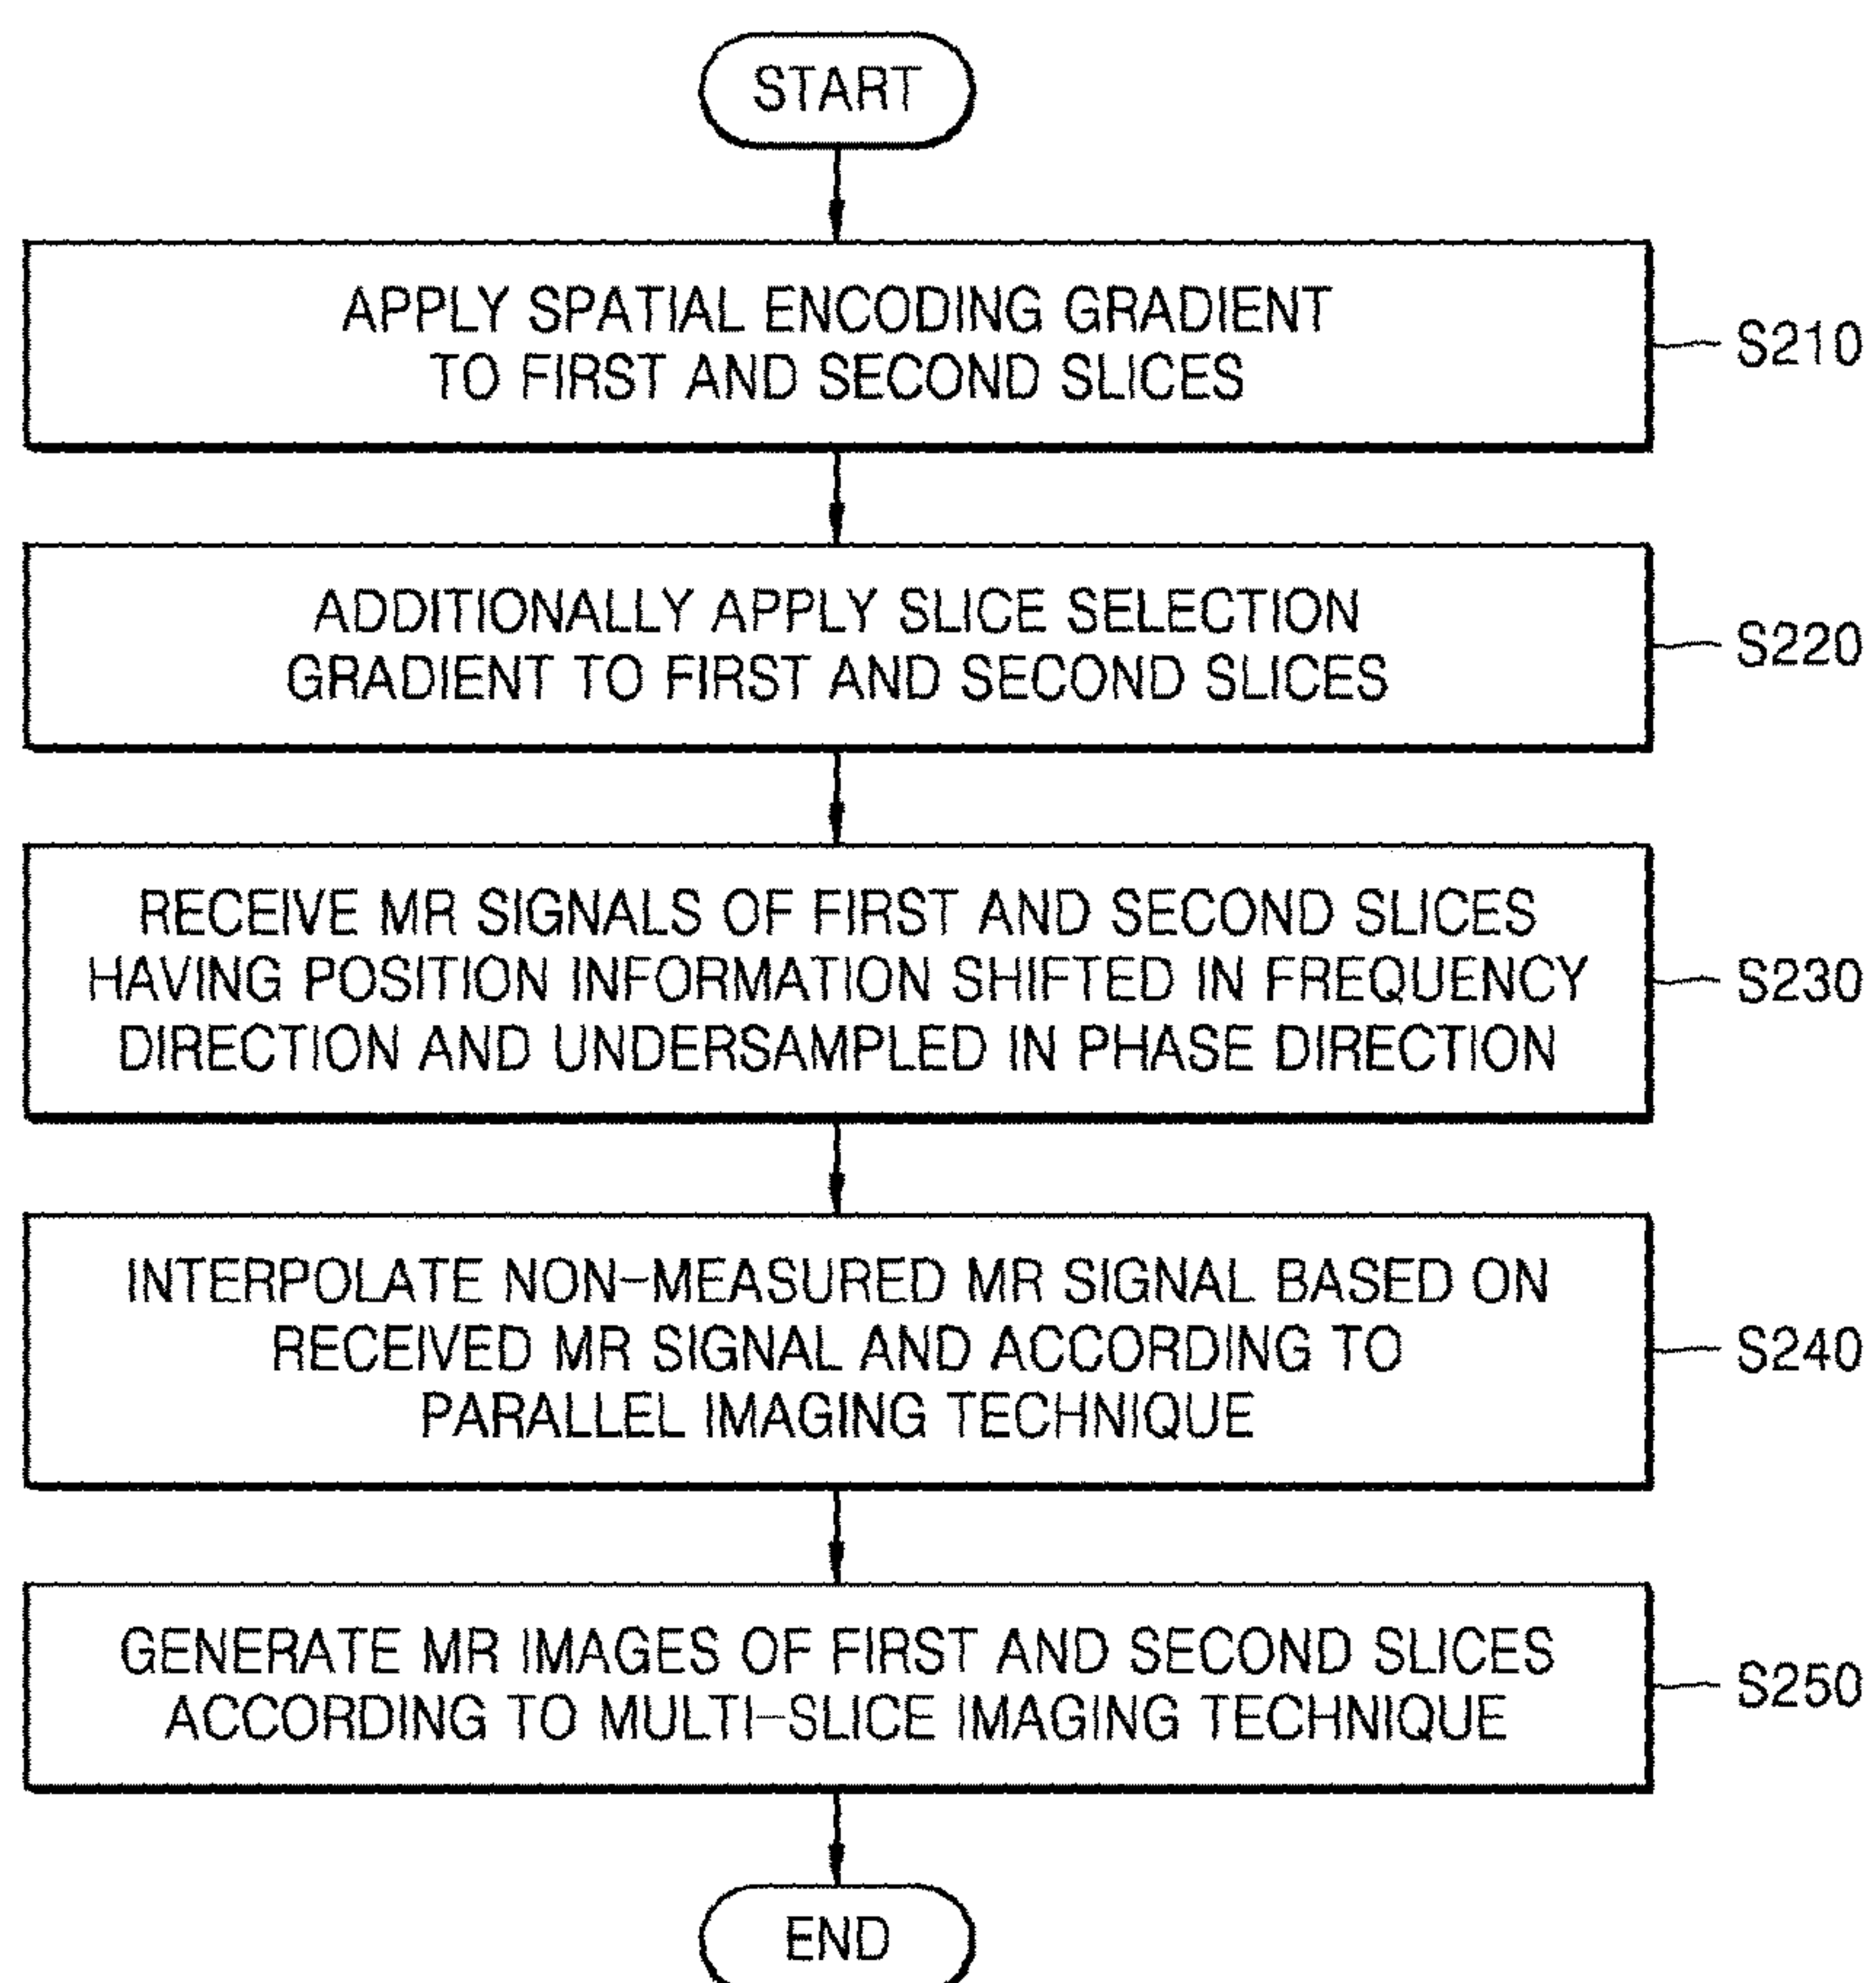 START
APPLY SPATIAL ENCODING GRADIENT
TO FIRST AND SECOND SLICES
S210
ADDITIONALLY APPLY SLICE SELECTION
GRADIENT TO FIRST AND SECOND SLICES
S220
RECEIVE MR SIGNALS OF FIRST AND SECOND SLICES
HAVING POSITION INFORMATION SHIFTED IN FREQUENCY
DIRECTION AND UNDERSAMPLED IN PHASE DIRECTION
S230
INTERPOLATE NON-MEASURED MR SIGNAL BASED ON
RECEIVED MR SIGNAL AND ACCORDING TO
PARALLEL IMAGING TECHNIQUE
S240
GENERATE MR IMAGES OF FIRST AND SECOND SLICES
ACCORDING TO MULTI-SLICE IMAGING TECHNIQUE
S250
END